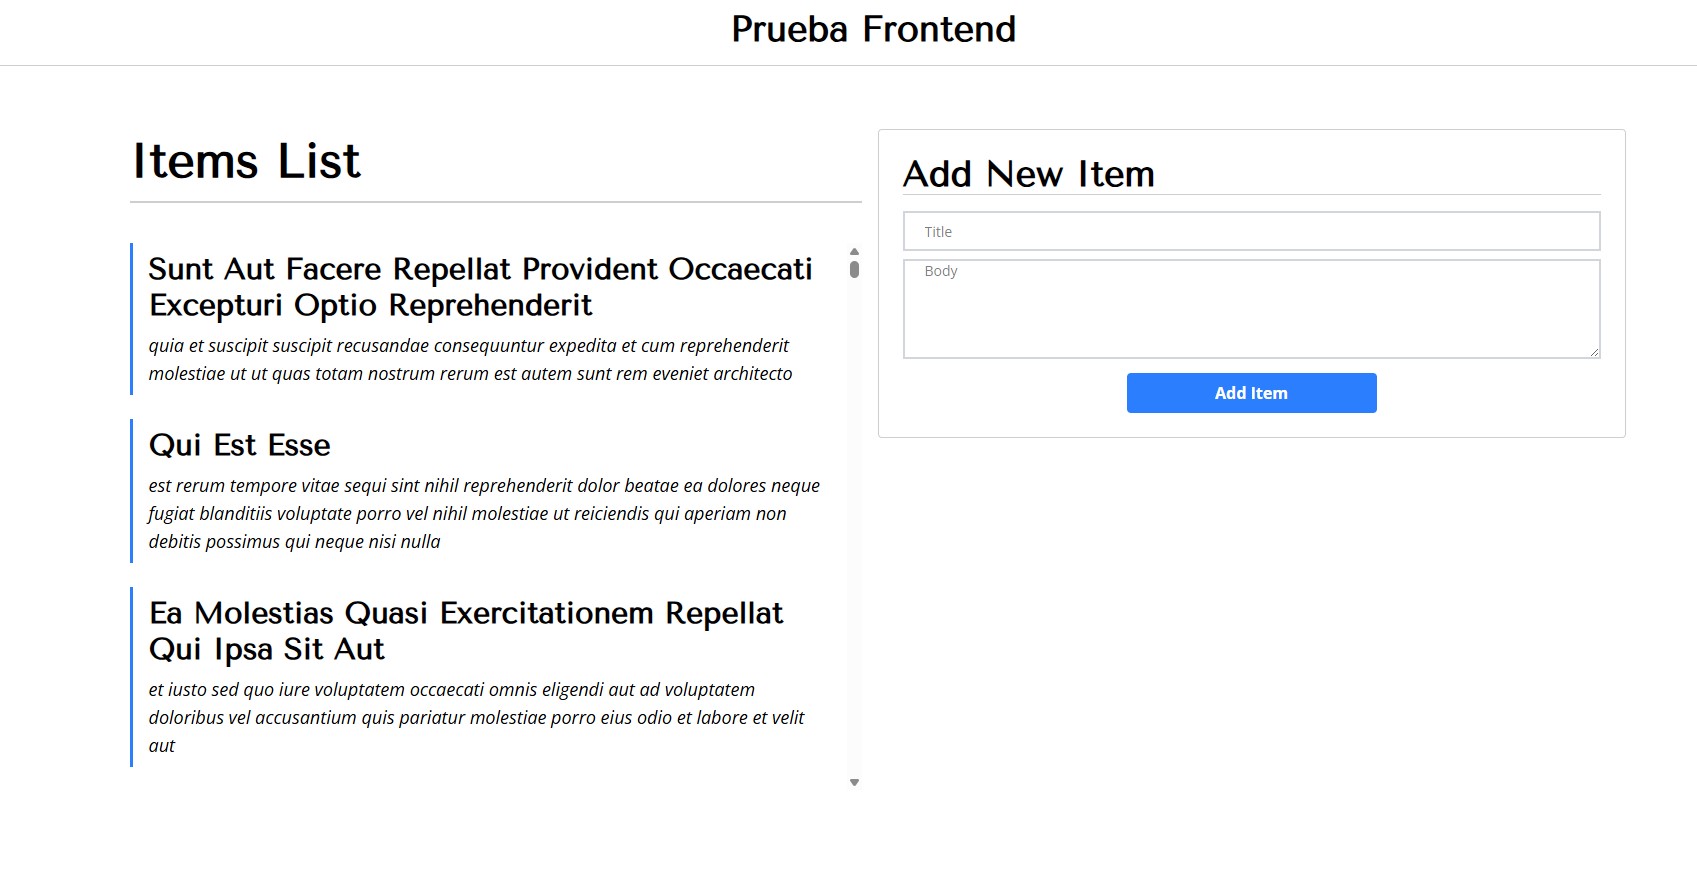 Prueba Frontend
Items List
Sunt Aut Facere Repellat Provident Occaecati
Excepturi Optio Reprehenderit
quia et suscipit suscipit recusandae consequuntur expedita et cum reprehenderit
molestiae ut ut quas totam nostrum rerum est autem sunt rem eveniet architecto
Qui Est Esse
est rerum tempore vitae sequi sint nihil reprehenderit dolor beatae ea dolores neque
fugiat blanditiis voluptate porro vel nihil molestiae ut reiciendis qui aperiam non
debitis possimus qui neque nisi nulla
Ea Molestias Quasi Exercitationem Repellat
Qui Ipsa Sit Aut
et iusto sed quo iure voluptatem occaecati omnis eligendi aut ad voluptatem
doloribus vel accusantium quis pariatur molestiae porro eius odio et labore et velit
aut
Add New Item
Title
Body
Add Item